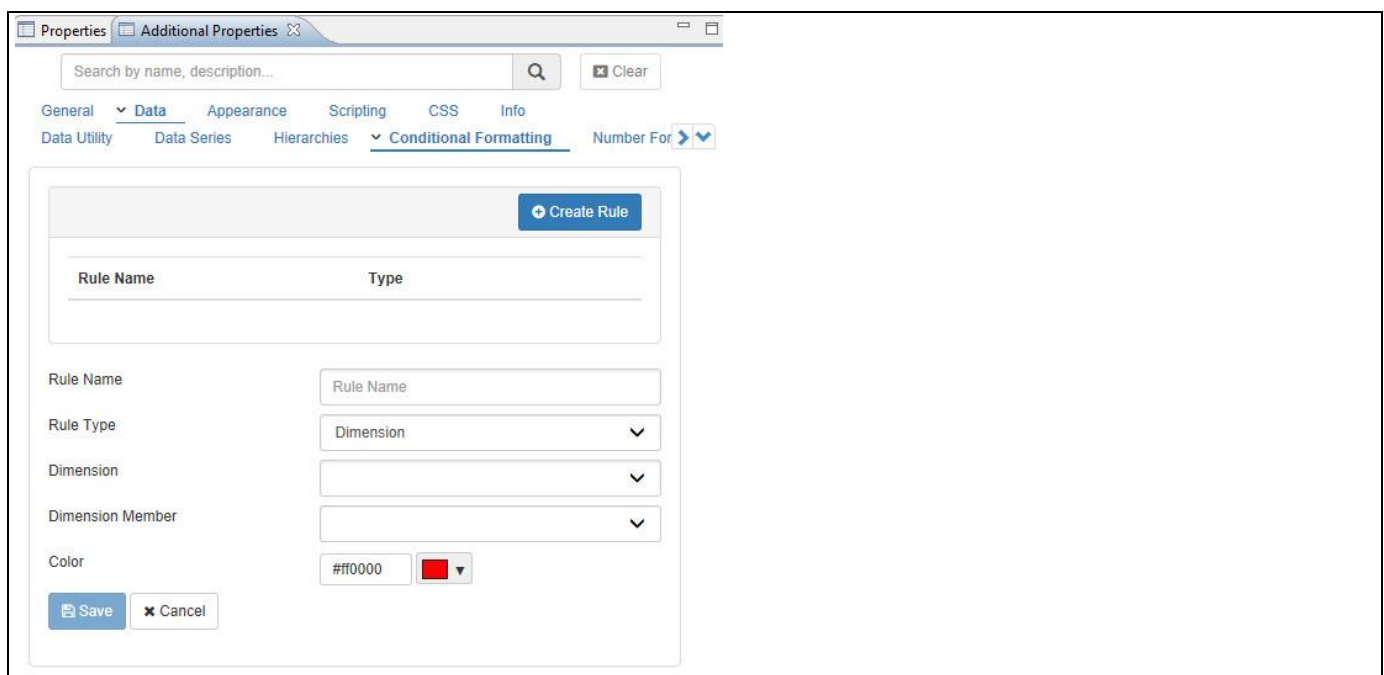 Properties Additional Properties
Search by name, description... Clear
General Data Appearance Scripting CSS Info
Data Utility Data Series Hierarchies Conditional Formatting Number For
Create Rule
Rule Name Type
Rule Name Rule Name
Rule Type Dimension
Dimension
Dimension Member
Color #ff0000
Save Cancel